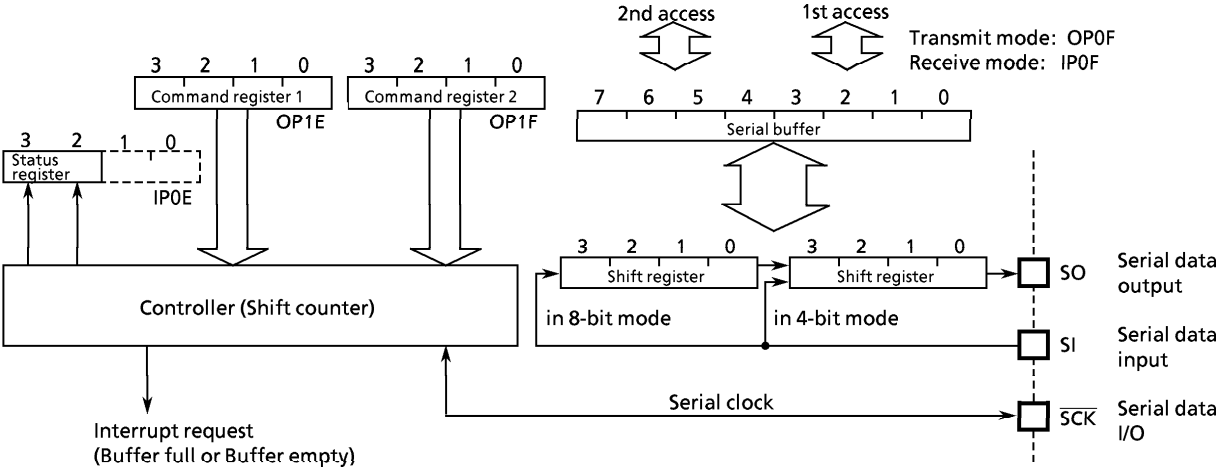 2nd access
1st access
Transmit mode: OP0F
Receive mode: IP0F
3 2 1 0
Command register 1
OP1E
3 2 1 0
Command register 2
OP1F
7 6 5 4 3 2 1 0
Serial buffer
3 2 1 0
Status
register
IP0E
3 2 1 0
Shift register
3 2 1 0
Shift register
SO
Serial data
output
Controller (Shift counter)
in 8-bit mode
in 4-bit mode
SI
Serial data
input
Serial clock
SCK
Serial data
I/O
Interrupt request
(Buffer full or Buffer empty)